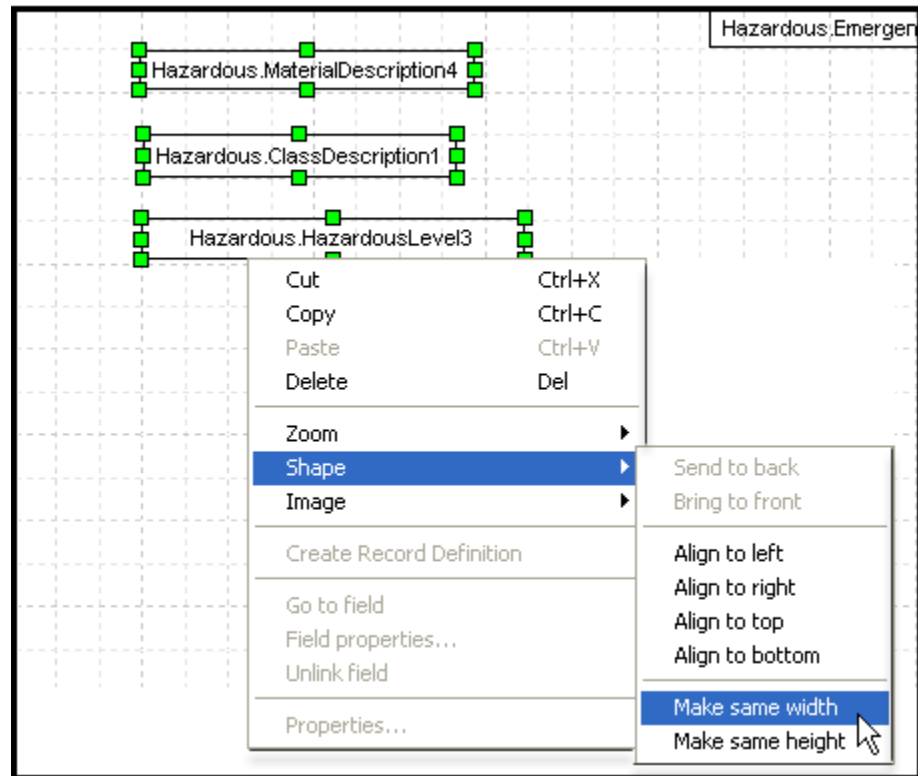 Hazardous.Emergen
Hazardous.MaterialDescription4
Hazardous.ClassDescription1
Hazardous.HazardousLevel3
Cut Ctrl+X
Copy Ctrl+C
Paste Ctrl+V
Delete Del
Zoom
Shape
Image
Create Record Definition
Go to field
Field properties...
Unlink field
Properties...
Send to back
Bring to front
Align to left
Align to right
Align to top
Align to bottom
Make same width
Make same height